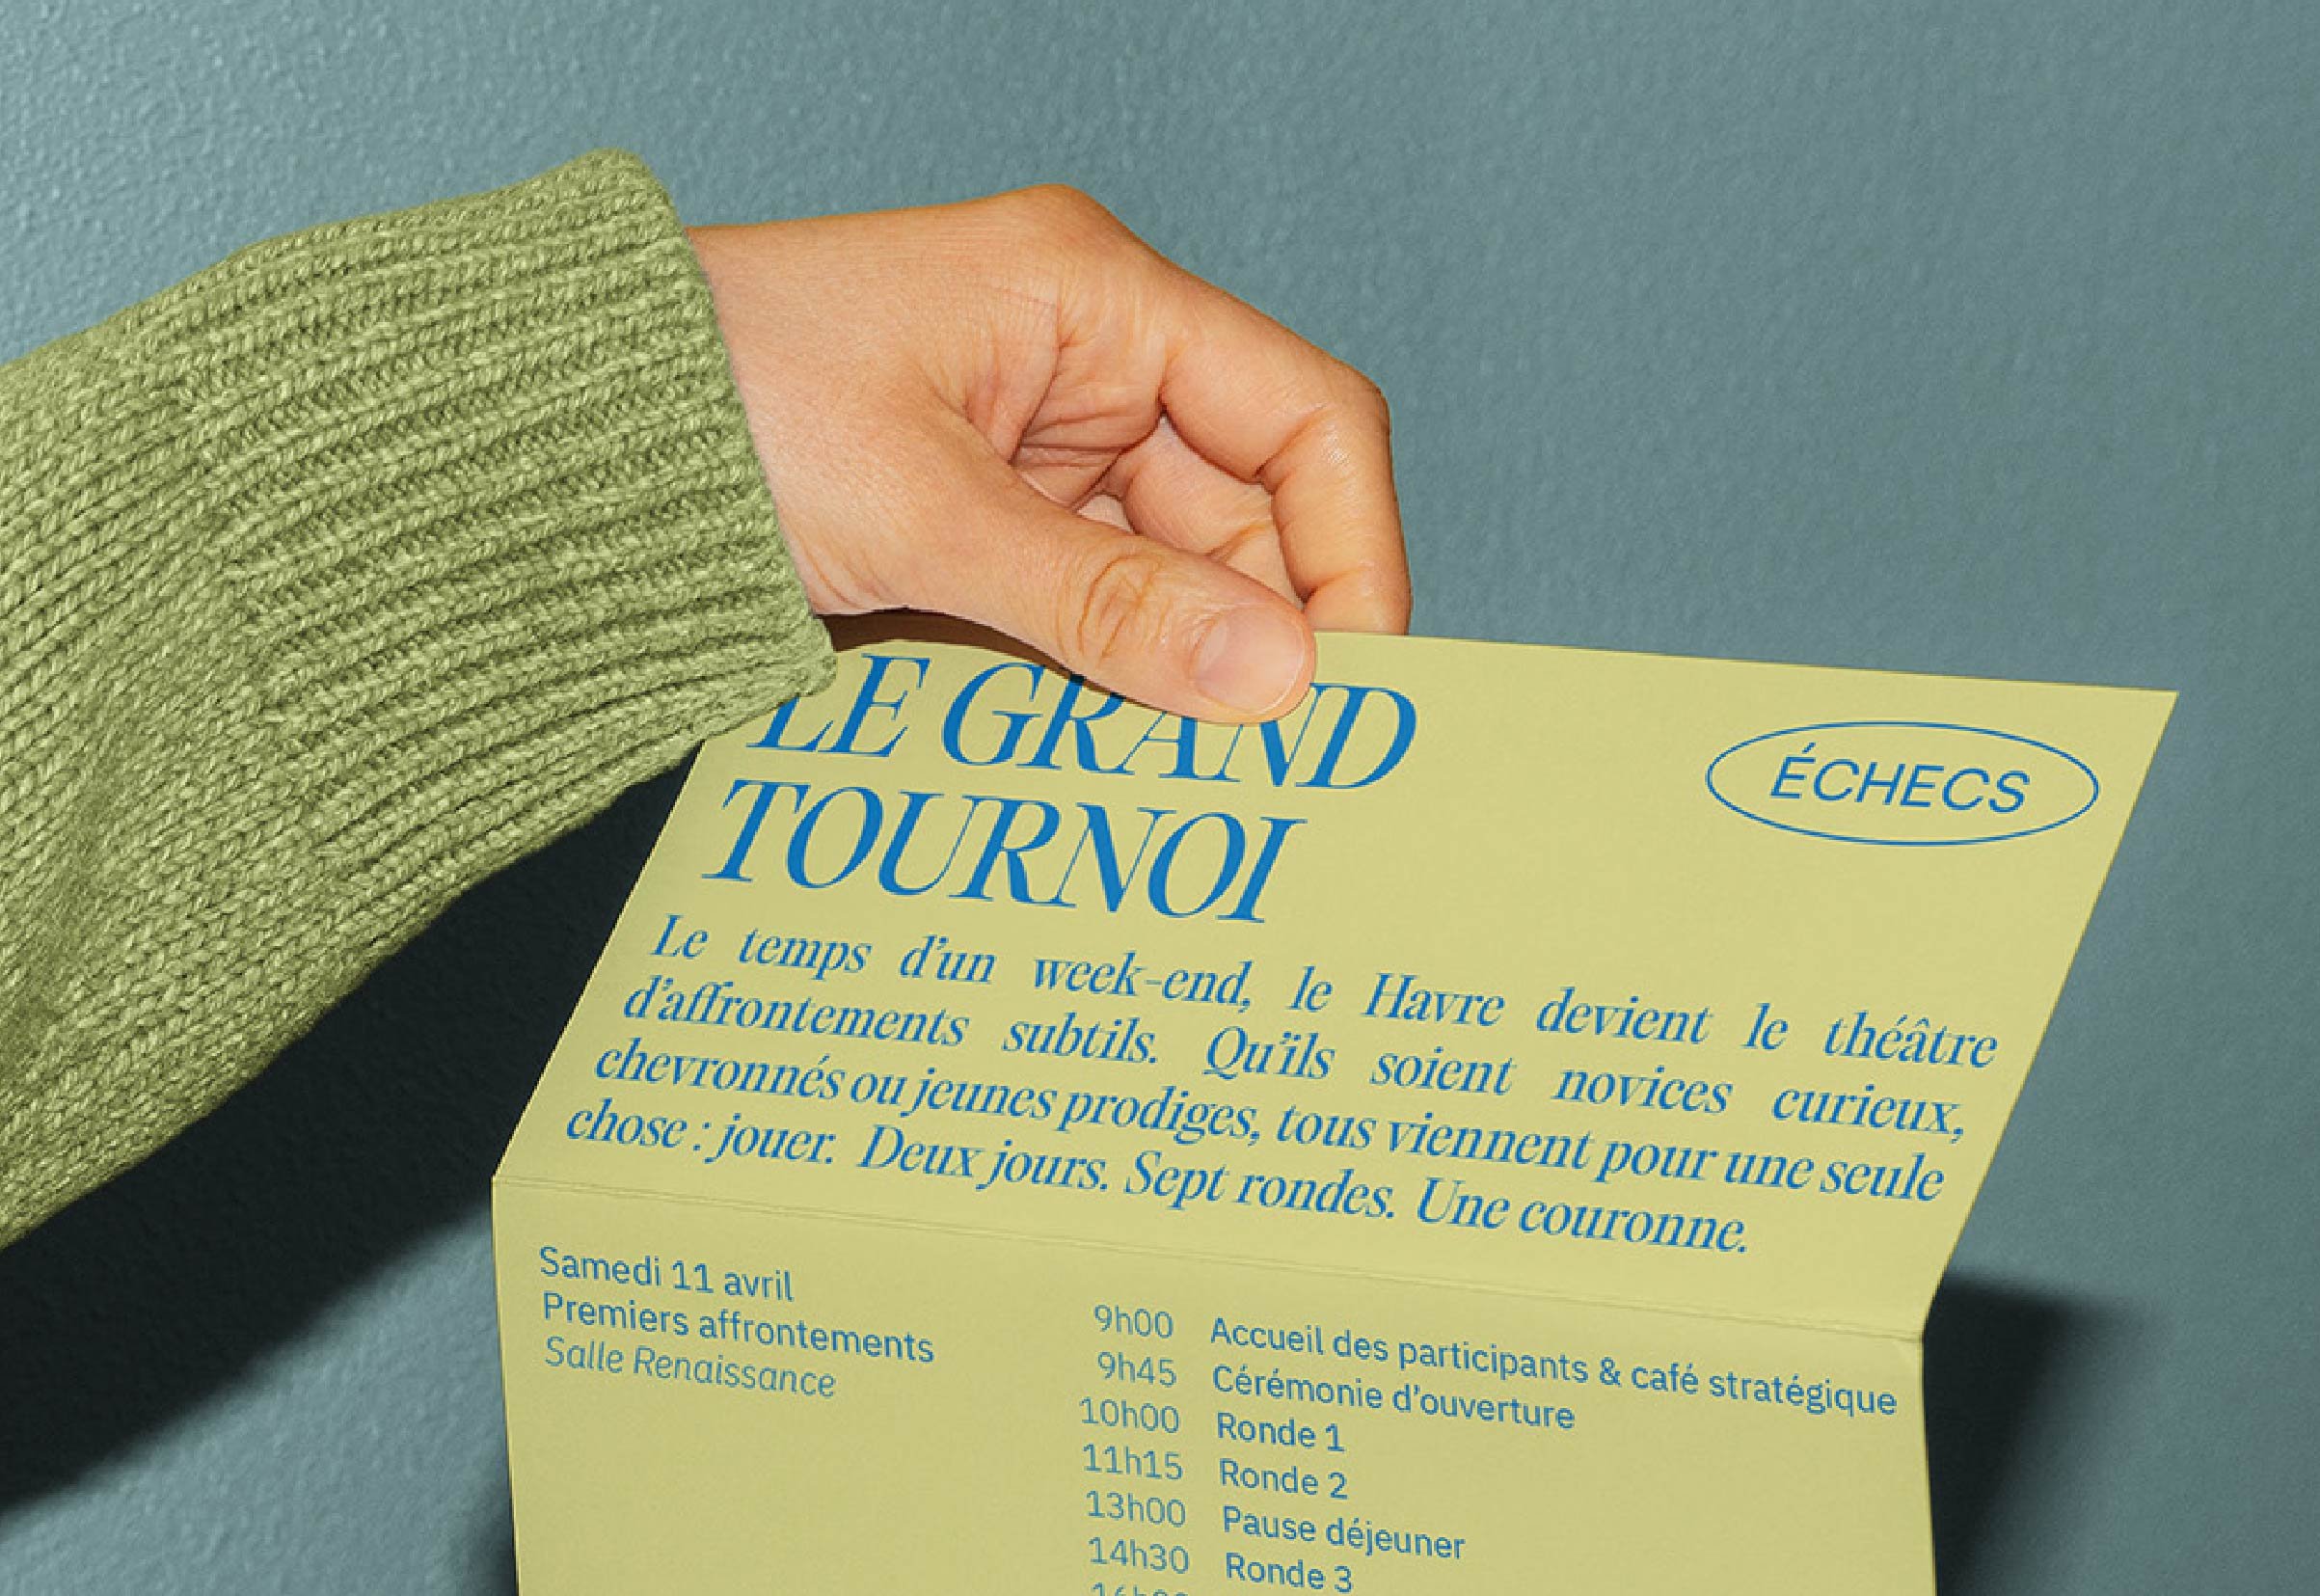 LE GRAND
TOURNOI
ÉCHECS
Le temps d'un week-end, le Havre devient le théâtre
d'affrontements subtils. Qu'ils soient novices curieux,
chevronnés ou jeunes prodiges, tous viennent pour une seule
chose : jouer. Deux jours. Sept rondes. Une couronne.
Samedi 11 avril
Premiers affrontements
Salle Renaissance
9h00 Accueil des participants & café stratégique
9h45 Cérémonie d'ouverture
10h00 Ronde 1
11h15 Ronde 2
13h00 Pause déjeuner
14h30 Ronde 3